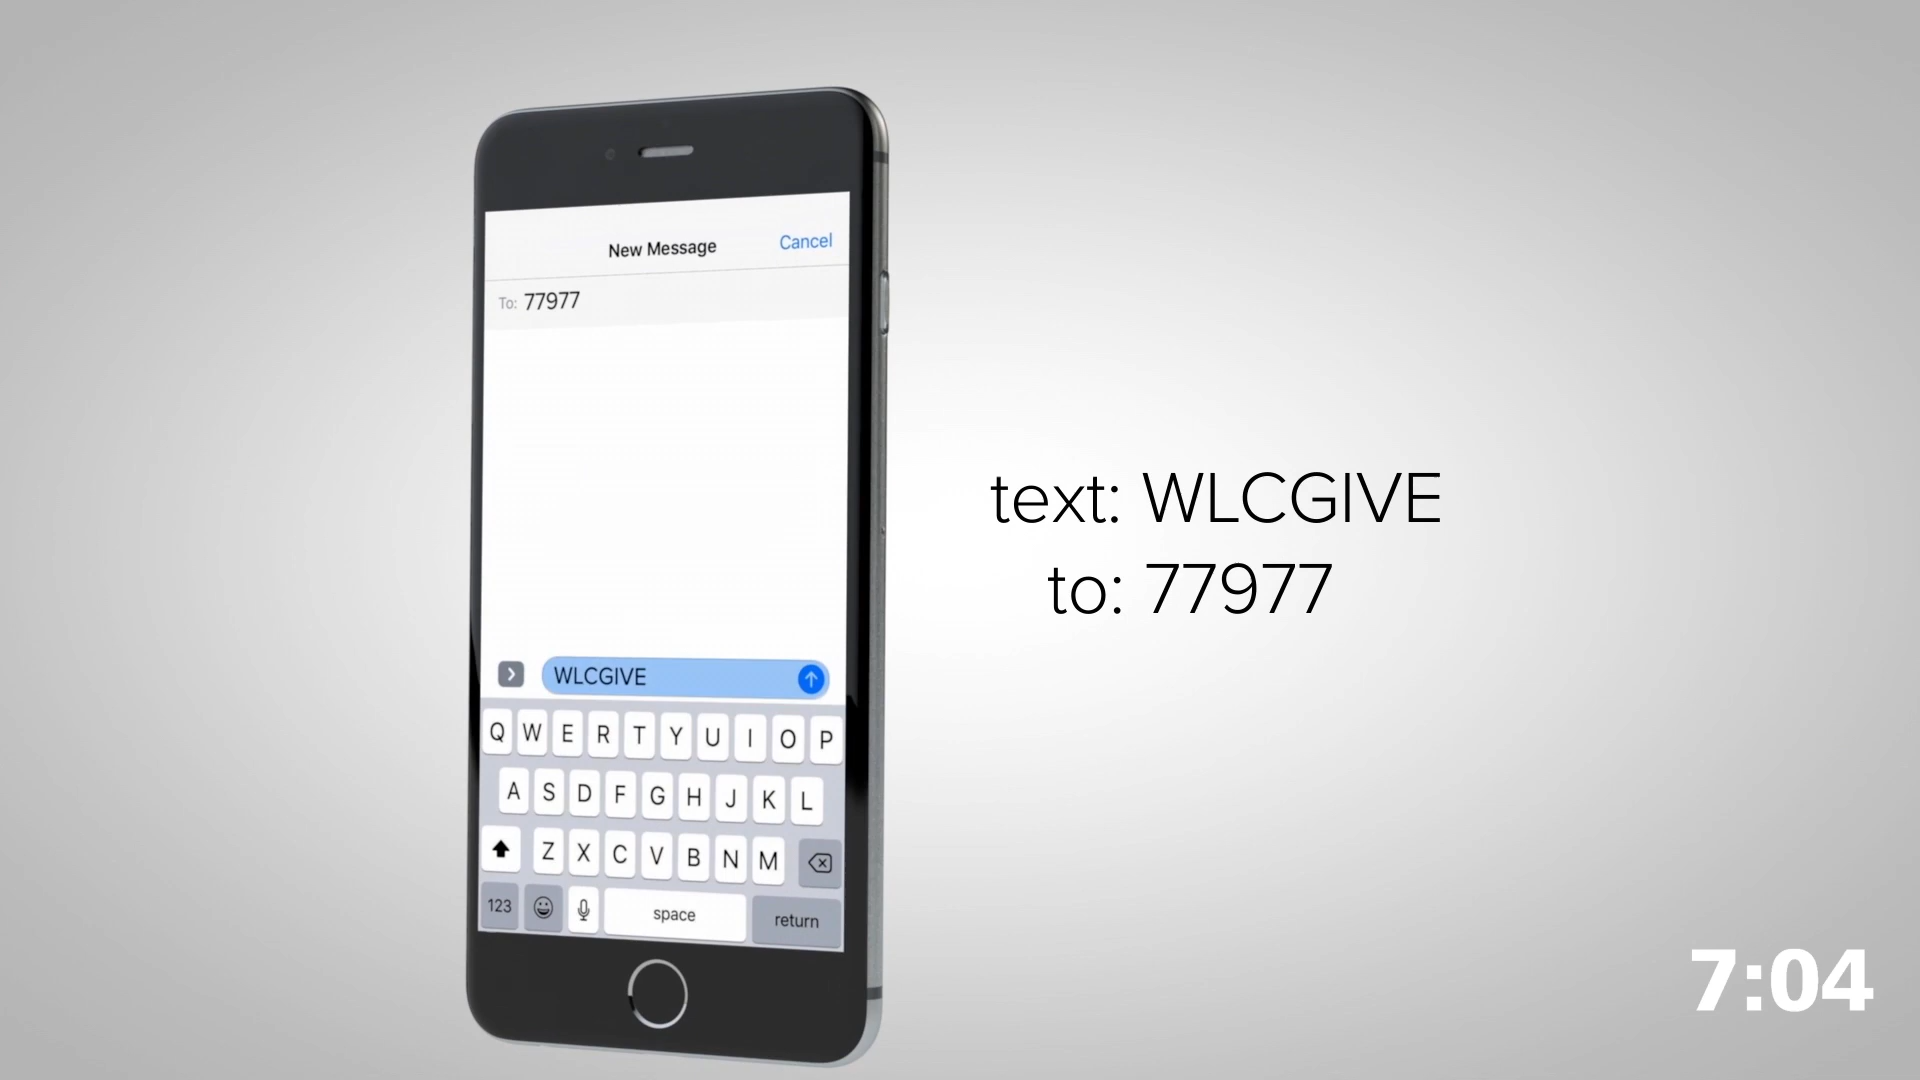 New Message
Cancel
To: 77977
text: WLCGIVE
to: 77977
WLCGIVE
Q W E R T Y U I O P
A S D F G H J K L
Z X C V B N M
123 space return
7:04